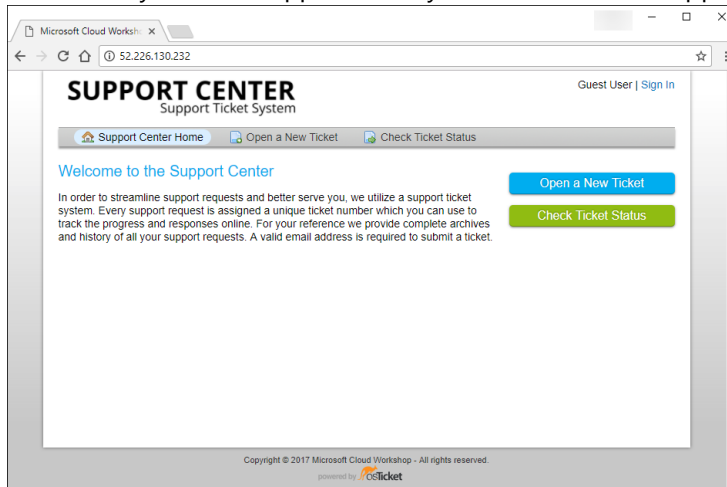 Microsoft Cloud Worksh
52.226.130.232
SUPPORT CENTER
Support Ticket System
Guest User | Sign In
Support Center Home
Open a New Ticket
Check Ticket Status
Welcome to the Support Center
In order to streamline support requests and better serve you, we utilize a support ticket
system. Every support request is assigned a unique ticket number which you can use to
track the progress and responses online. For your reference we provide complete archives
and history of all your support requests. A valid email address is required to submit a ticket.
Open a New Ticket
Check Ticket Status
Copyright © 2017 Microsoft Cloud Workshop - All rights reserved.
powered by osTicket